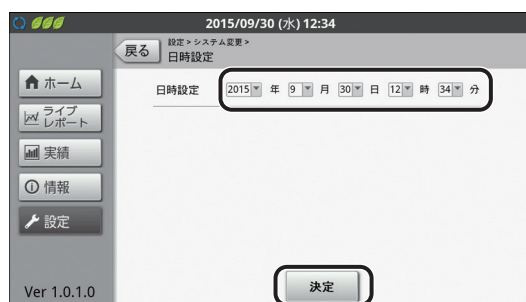 2015/09/30 (水) 12:34
戻る
設定 > システム変更 >
日時設定
ホーム
ライブ
レポート
実績
情報
設定
日時設定 2015 年 9 月 30 日 12 時 34 分
決定
Ver 1.0.1.0